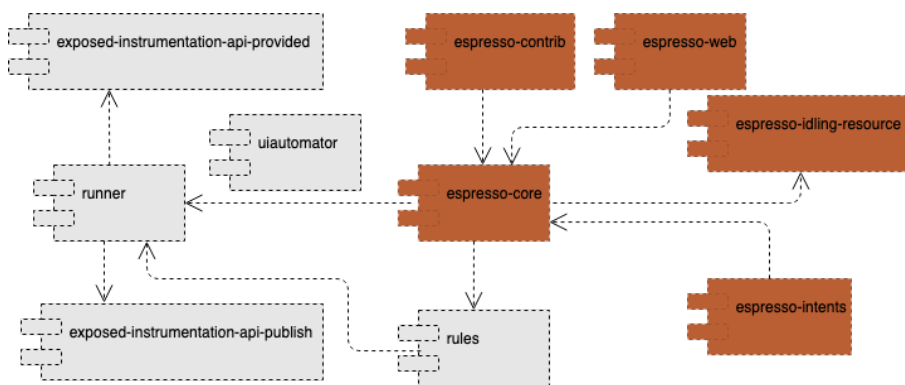 exposed-instrumentation-api-provided
espresso-contrib
espresso-web
espresso-idling-resource
uiautomator
runner
espresso-core
espresso-intents
exposed-instrumentation-api-publish
rules